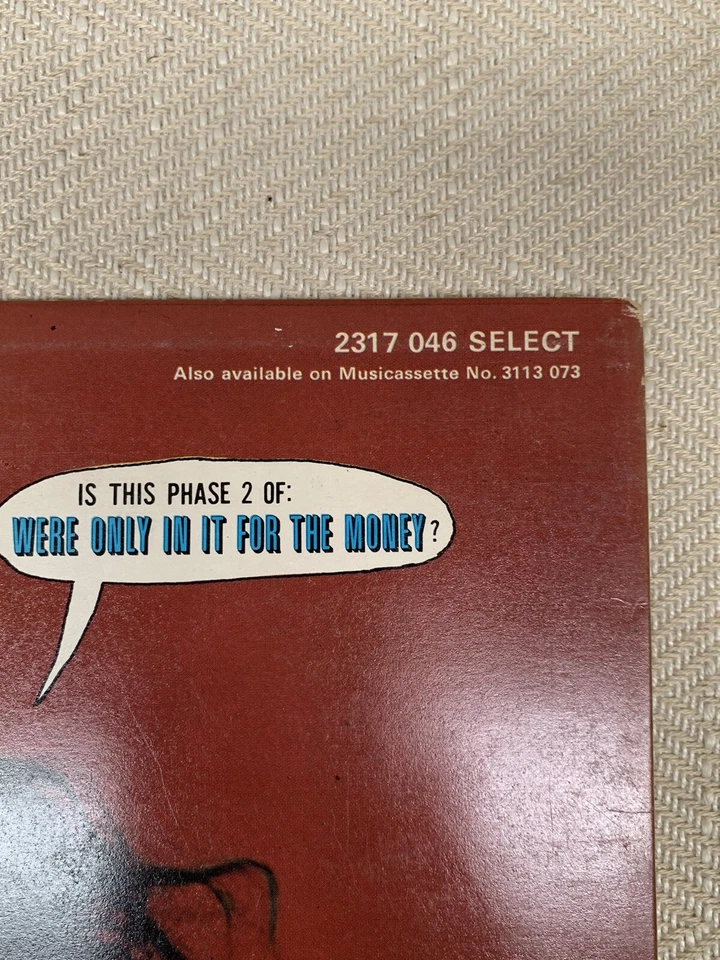 2317 046 SELECT
Also available on Musicassette No. 3113 073
IS THIS PHASE 2 OF:
WERE ONLY IN IT FOR THE MONEY?